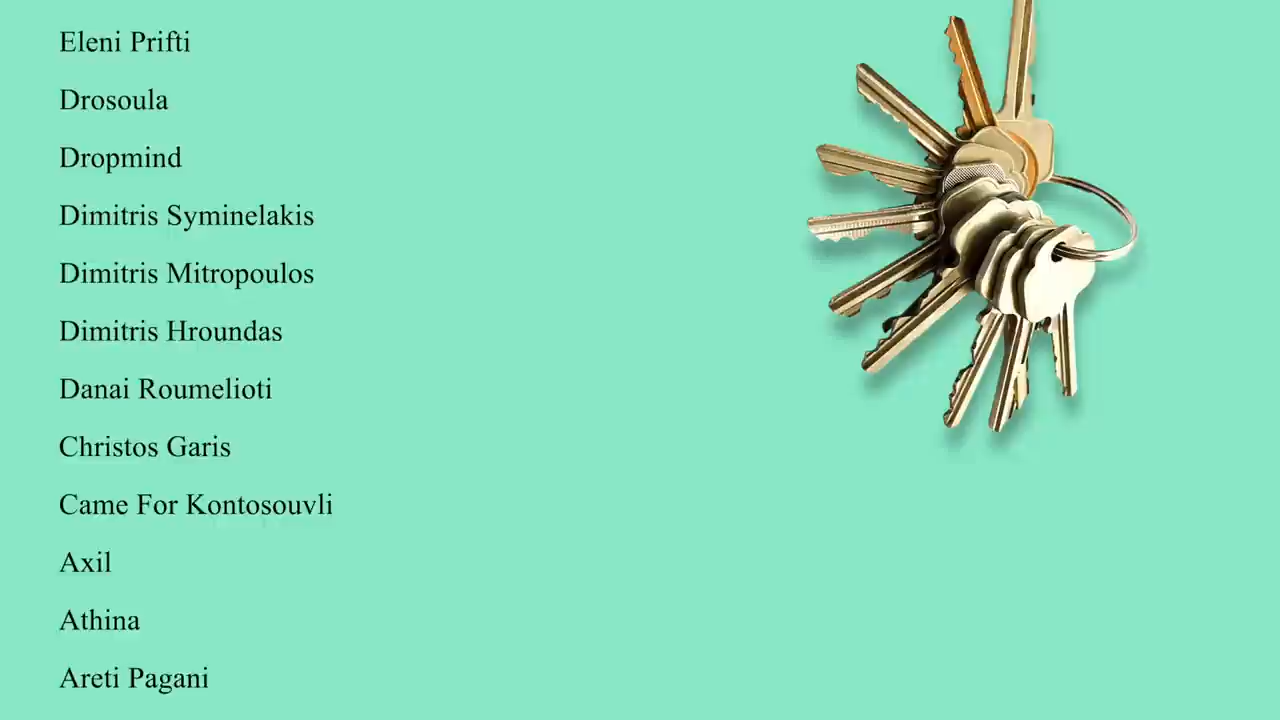 Eleni Prifti
Drosoula
Dropmind
Dimitris Syminelakis
Dimitris Mitropoulos
Dimitris Hroundas
Danai Roumelioti
Christos Garis
Came For Kontosouvli
Axil
Athina
Areti Pagani